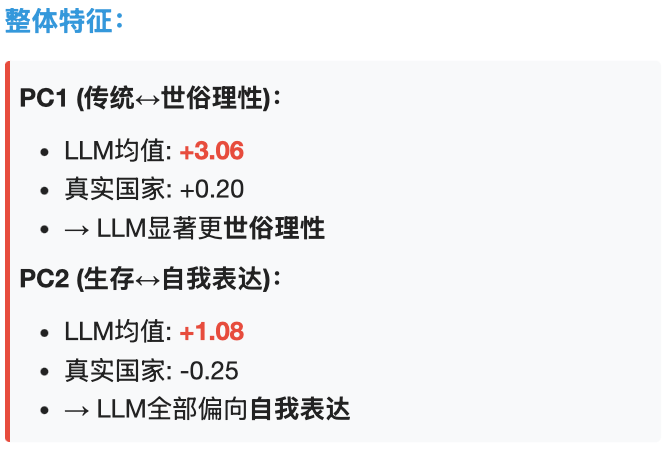 整体特征：
PC1 (传统↔世俗理性)：
• LLM均值: +3.06
• 真实国家: +0.20
• → LLM显著更世俗理性
PC2 (生存↔自我表达)：
• LLM均值: +1.08
• 真实国家: -0.25
• → LLM全部偏向自我表达